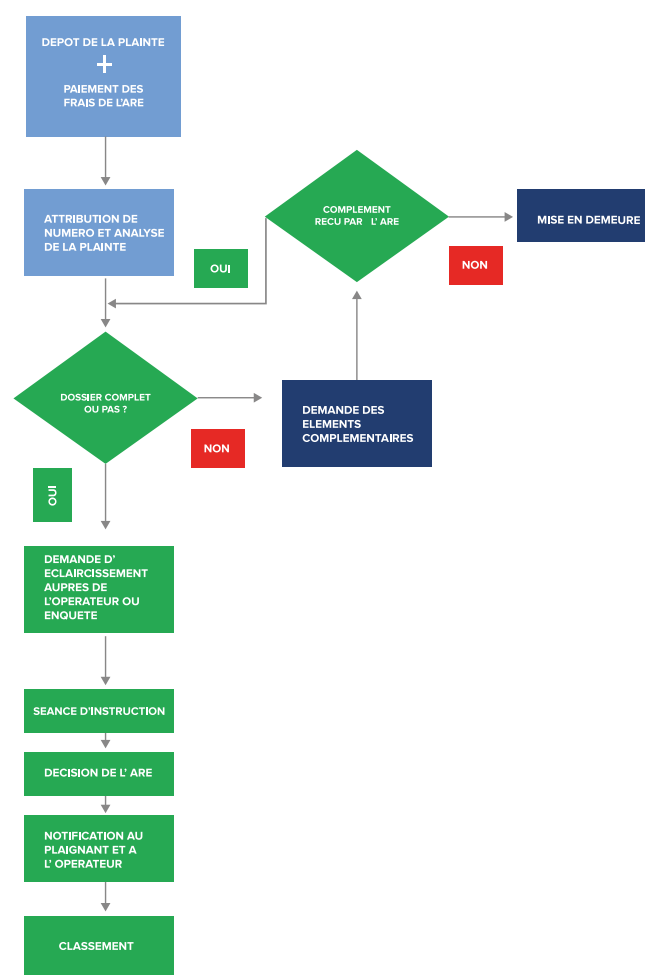 DEPOT DE LA PLAINTE
+
PAIEMENT DES
FRAIS DE L'ARE
ATTRIBUTION DE
NUMERO ET ANALYSE
DE LA PLAINTE
COMPLEMENT
RECU PAR L' ARE
MISE EN DEMEURE
OUI
NON
DOSSIER COMPLET
OU PAS ?
NON
DEMANDE DES
ELEMENTS
COMPLEMENTAIRES
OUI
DEMANDE D'
ECLAIRCISSEMENT
AUPRES DE
L'OPERATEUR OU
ENQUETE
SEANCE D'INSTRUCTION
DECISION DE L' ARE
NOTIFICATION AU
PLAIGNANT ET A
L' OPERATEUR
CLASSEMENT